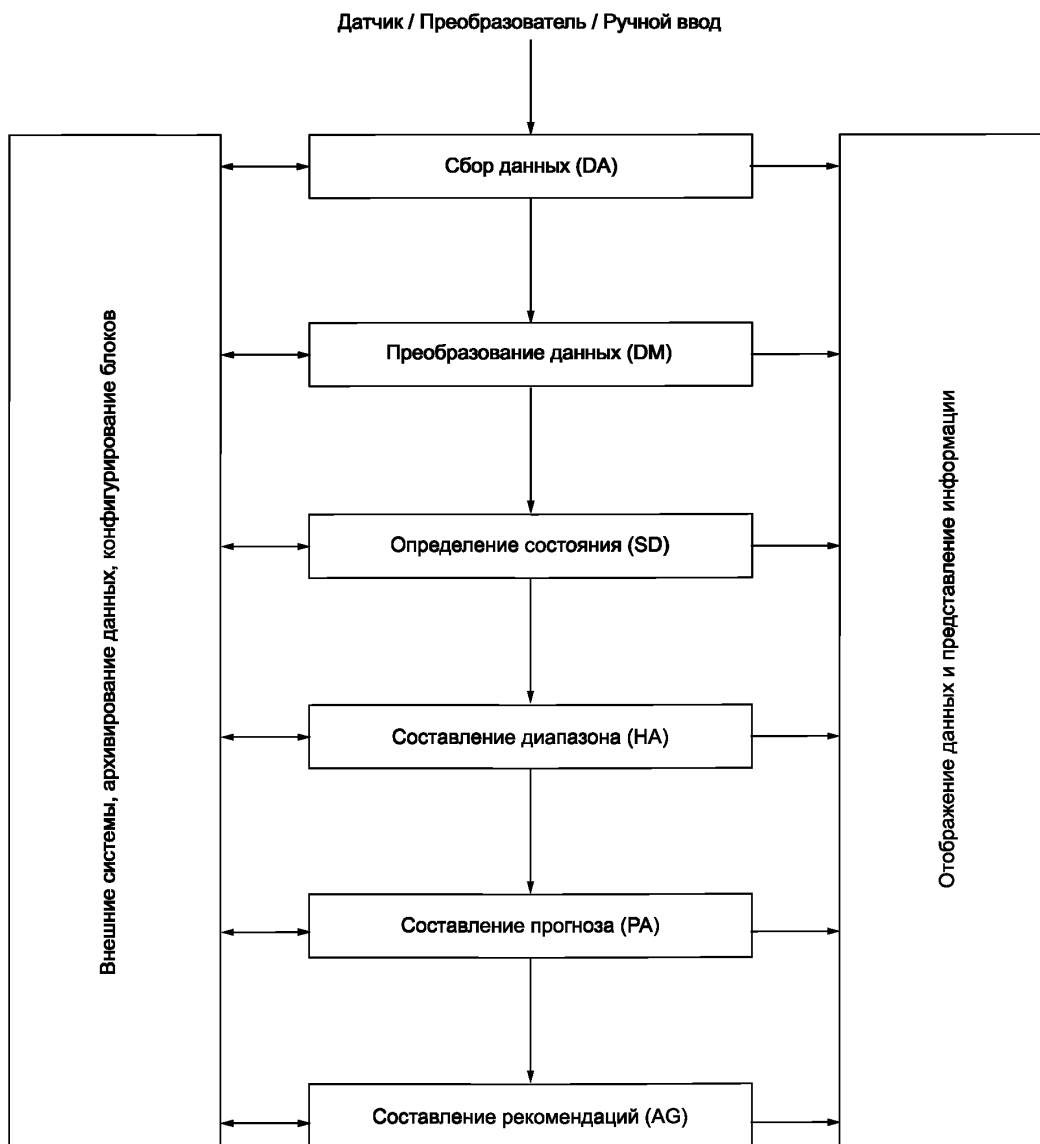 Датчик / Преобразователь / Ручной ввод
Сбор данных (DA)
Преобразование данных (DM)
Определение состояния (SD)
Составление диапазона (HA)
Составление прогноза (PA)
Составление рекомендаций (AG)
Внешние системы, архивирование данных, конфигурирование блоков
Отображение данных и представление информации